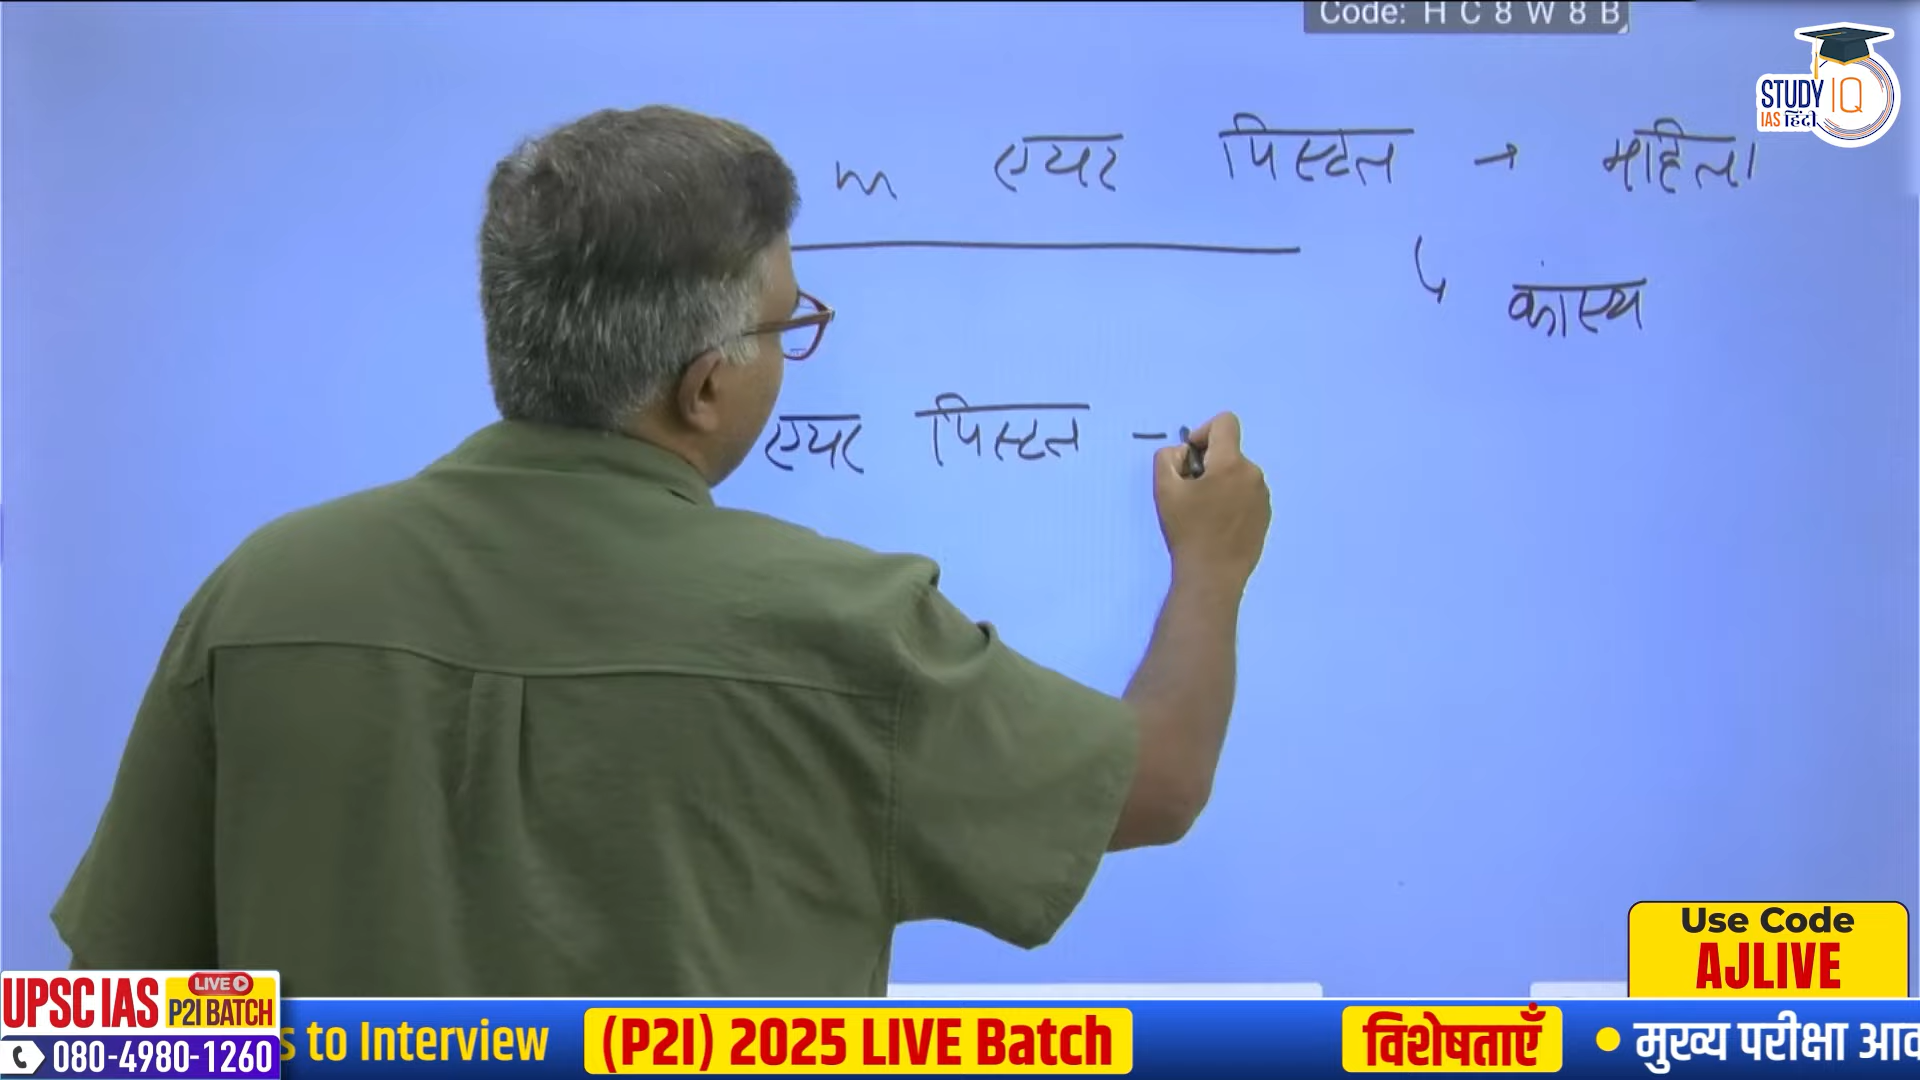 Code: H C 8 W 8 B
STUDY IQ
IAS हिंदी
m एयर पिस्टल → महिला
↳ कांस्य
एयर पिस्टल -
Use Code
AJLIVE
UPSC IAS LIVE
P2I BATCH
080-4980-1260
s to Interview (P2I) 2025 LIVE Batch विशेषताएँ • मुख्य परीक्षा आव